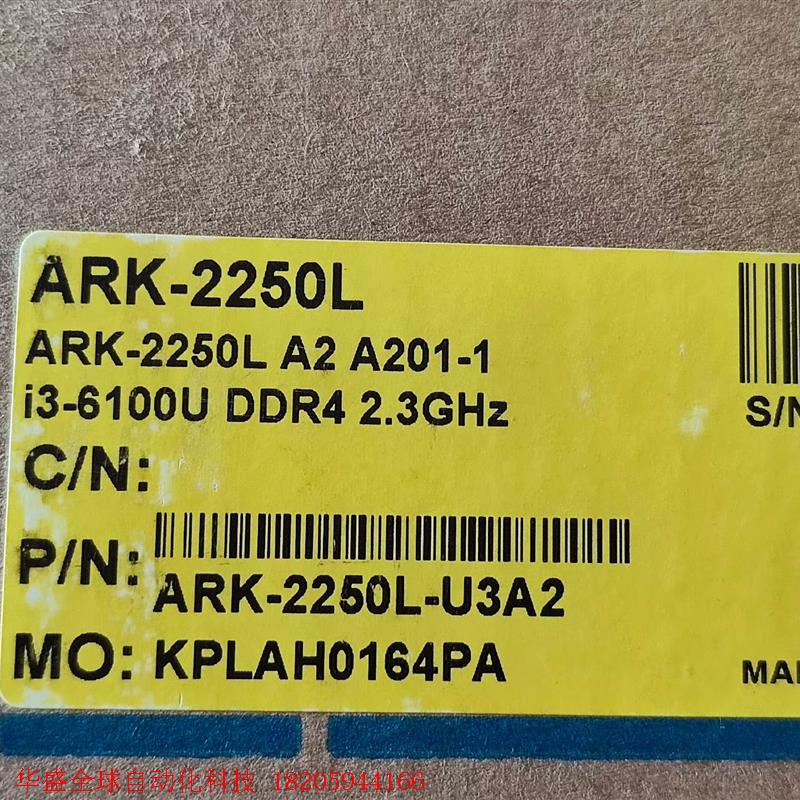 ARK-2250L
ARK-2250L A2 A201-1
i3-6100U DDR4 2.3GHz
C/N:
P/N:
ARK-2250L-U3A2
MO: KPLAH0164PA
S/N
MA
华盛全球自动化科技 18205944166